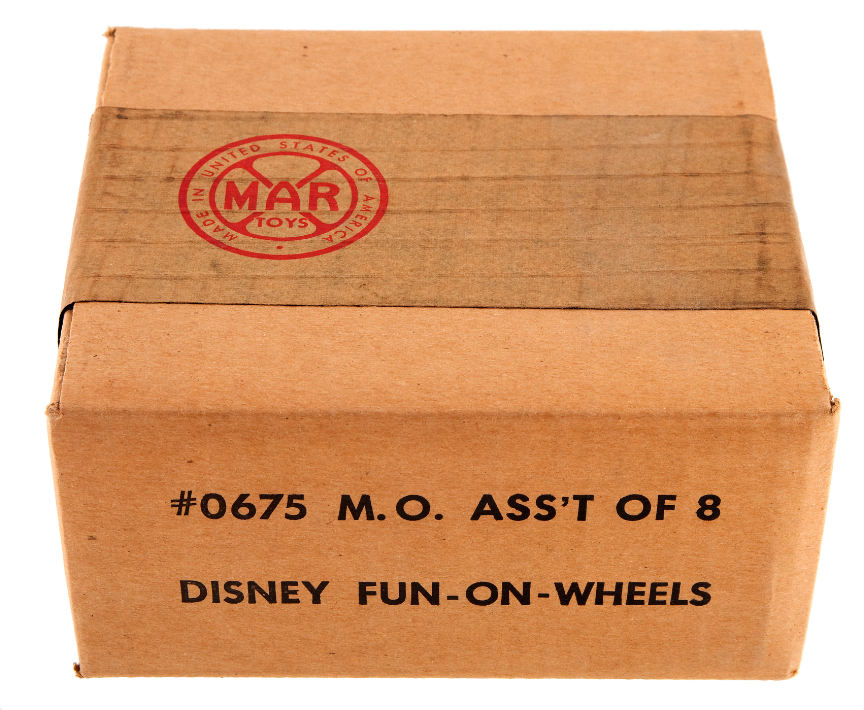 MADE IN UNITED STATES OF AMERICA
MAR
TOYS
#0675 M.O. ASS'T OF 8
DISNEY FUN-ON-WHEELS